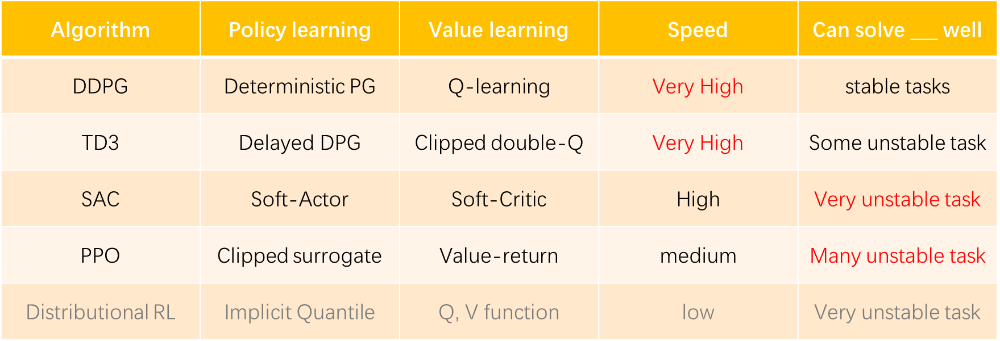 Algorithm Policy learning Value learning Speed Can solve ___ well
DDPG Deterministic PG Q-learning Very High stable tasks
TD3 Delayed DPG Clipped double-Q Very High Some unstable task
SAC Soft-Actor Soft-Critic High Very unstable task
PPO Clipped surrogate Value-return medium Many unstable task
Distributional RL Implicit Quantile Q, V function low Very unstable task